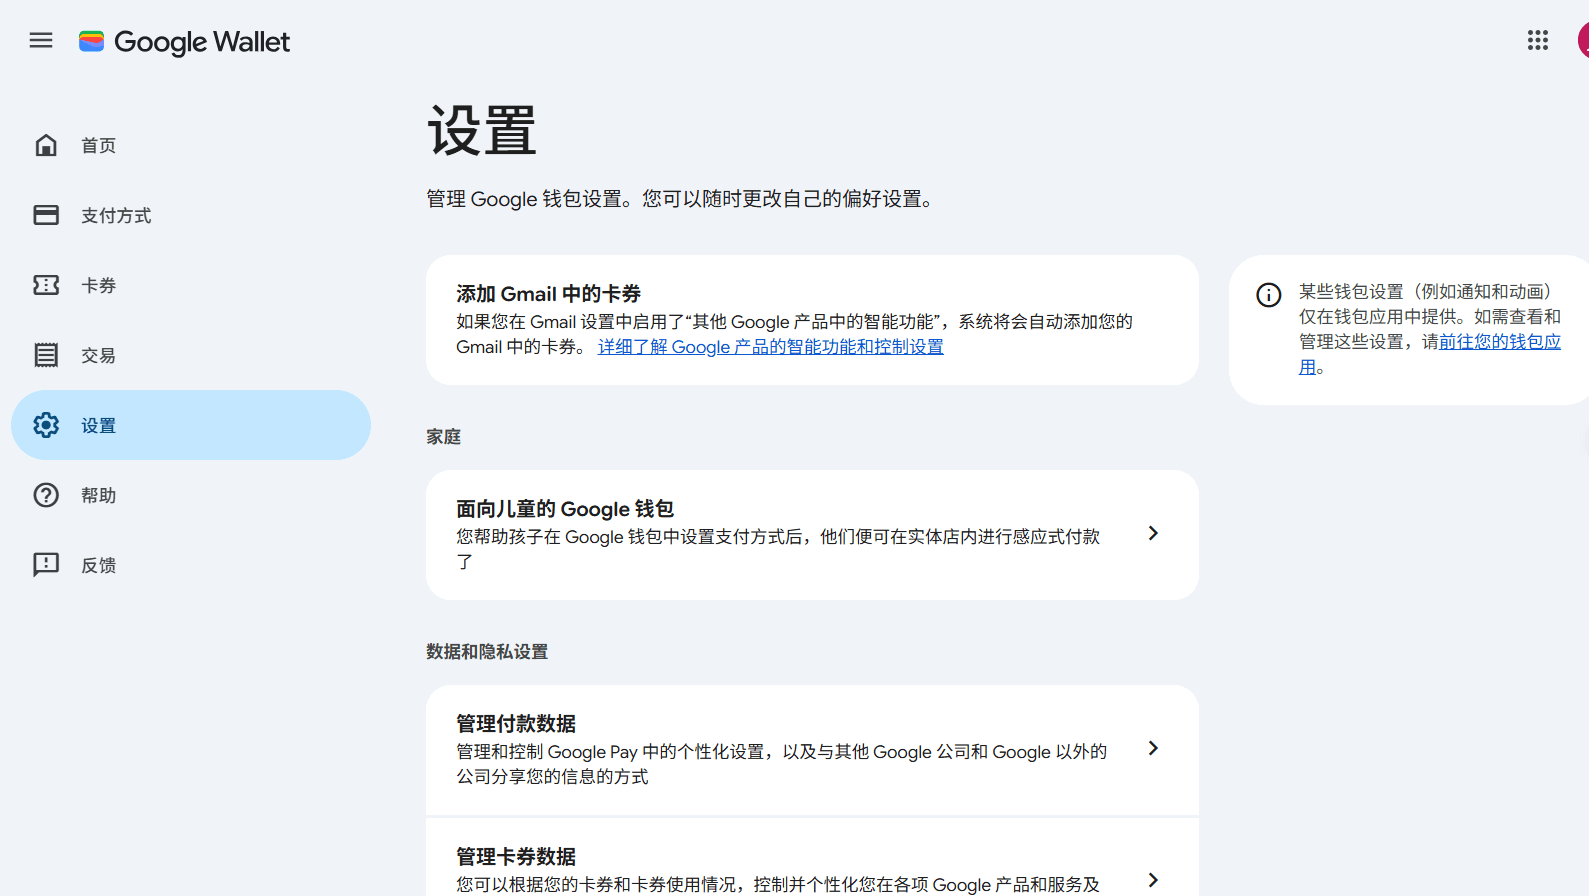 Google Wallet
首页
支付方式
卡券
交易
设置
帮助
反馈
设置
管理 Google 钱包设置。您可以随时更改自己的偏好设置。
添加 Gmail 中的卡券
如果您在 Gmail 设置中启用了“其他 Google 产品中的智能功能”，系统将会自动添加您的
Gmail 中的卡券。 详细了解 Google 产品的智能功能和控制设置
某些钱包设置（例如通知和动画）
仅在钱包应用中提供。如需查看和
管理这些设置，请前往您的钱包应
用。
家庭
面向儿童的 Google 钱包
您帮助孩子在 Google 钱包中设置支付方式后，他们便可在实体店内进行感应式付款
了
数据和隐私设置
管理付款数据
管理和控制 Google Pay 中的个性化设置，以及与其他 Google 公司和 Google 以外的
公司分享您的信息的方式
管理卡券数据
您可以根据您的卡券和卡券使用情况，控制并个性化您在各项 Google 产品和服务及